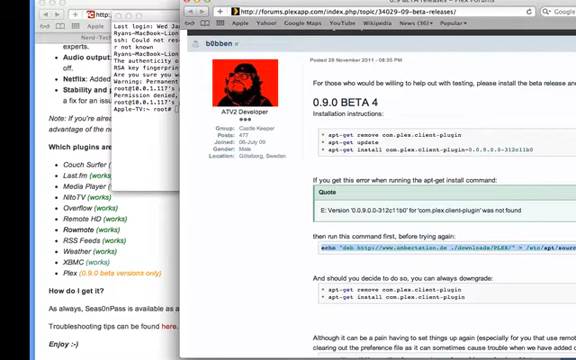 0.9 BETA releases - Plex Forums
http://forums.plexapp.com/index.php/topic/34029-09-beta-releases/
Apple
iCloud
Facebook
Twitter
Wikipedia
Yahoo!
Google Maps
YouTube
News
Popular
Last login: Wed Ja
Ryans-MacBook-Lion
ssh: Could not res
r not known
Ryans-MacBook-Lion
The authenticity o
RSA key fingerprin
Are you sure you w
Warning: Permanent
root@10.0.1.117's
Permission denied,
root@10.0.1.117's
Apple-TV:~ root#
experts.
Audio output:
off.
Netflix: Added
Stability and p
a fix for an issu
Note: If you're alread
advantage of the n
Which plugins are
Couch Surfer (
Last.fm (works)
Media Player (
NitoTV (works)
Overflow (works)
Remote HD (works)
Rowmote (works)
RSS Feeds (works)
Weather (works)
XBMC (works)
Plex (0.9.0 beta versions only)
How do I get it?
As always, Seas0nPass is available as a
Troubleshooting tips can be found here.
Enjoy :-)
b0bben
ATV2 Developer
Group: Castle Keeper
Posts: 477
Joined: 06-July 09
Gender: Male
Location: Göteborg, Sweden
Posted 28 November 2011 - 08:35 PM
For those who would be willing to help out with testing, please install the beta release an
0.9.0 BETA 4
Installation instructions:
* apt-get remove com.plex.client-plugin
* apt-get update
* apt-get install com.plex.client-plugin-0.9.0.0-312c11b0
If you get this error when running the apt-get install command:
Quote
E: Version '0.0.9.0.0-312c11b0' for 'com.plex.client-plugin' was not found
then run this command first, before trying again:
echo "deb http://www.ambertation.de ./downloads/PLEX/" > /etc/apt/sour
And should you decide to do so, you can always downgrade:
* apt-get remove com.plex.client-plugin
* apt-get install com.plex.client-plugin
Although it can be a pain having to set things up again (especially for you that use remo
clearing out the preference file as it can sometimes cause trouble when we have added c